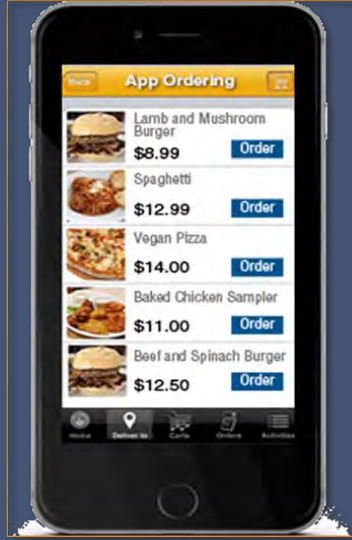 Back
App Ordering
Lamb and Mushroom
Burger
$8.99
Order
Spaghetti
$12.99
Order
Vegan Pizza
$14.00
Order
Baked Chicken Sampler
$11.00
Order
Beef and Spinach Burger
$12.50
Order
Home
Deliver to
Carts
Orders
Activities